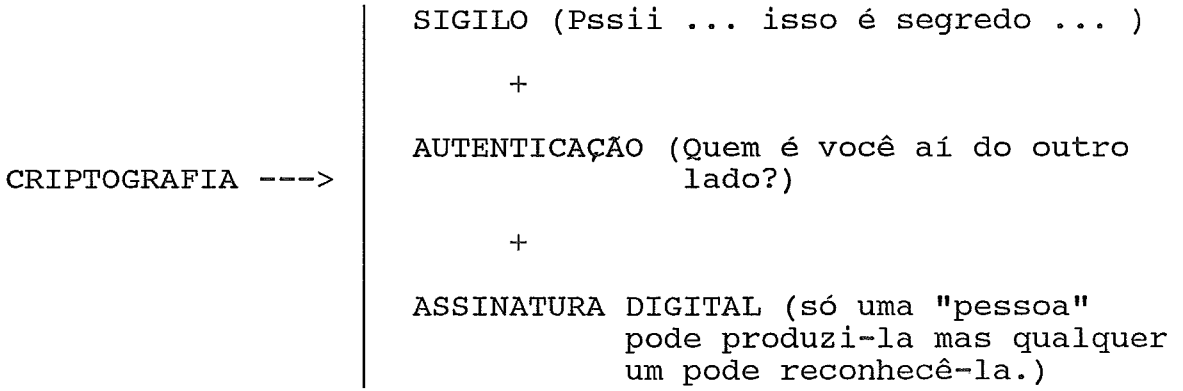 SIGILO (Pssii ... isso é segredo ... )
+
AUTENTICAÇÃO (Quem é você aí do outro
CRIPTOGRAFIA --->
lado?)
+
ASSINATURA DIGITAL (só uma "pessoa"
pode produzi-la mas qualquer
um pode reconhecê-la.)